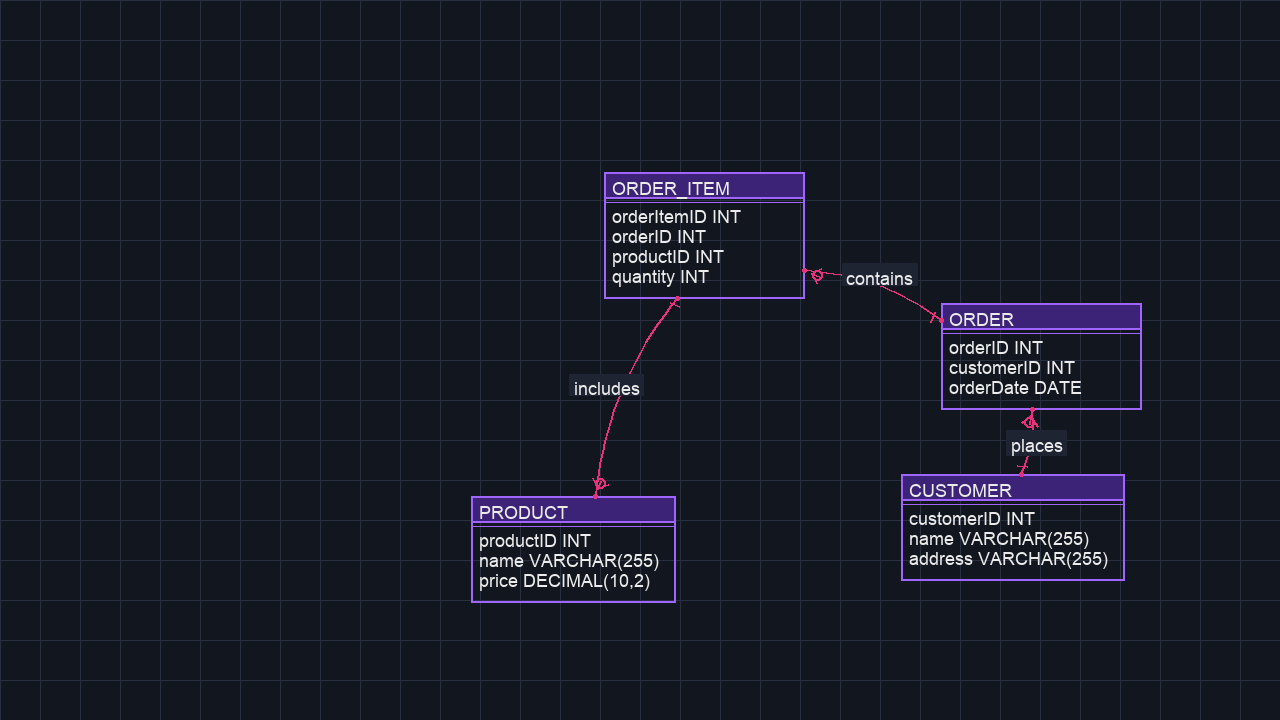 ORDER_ITEM
orderItemID INT
orderID INT
productID INT
quantity INT
contains
ORDER
orderID INT
customerID INT
orderDate DATE
includes
places
PRODUCT
productID INT
name VARCHAR(255)
price DECIMAL(10,2)
CUSTOMER
customerID INT
name VARCHAR(255)
address VARCHAR(255)